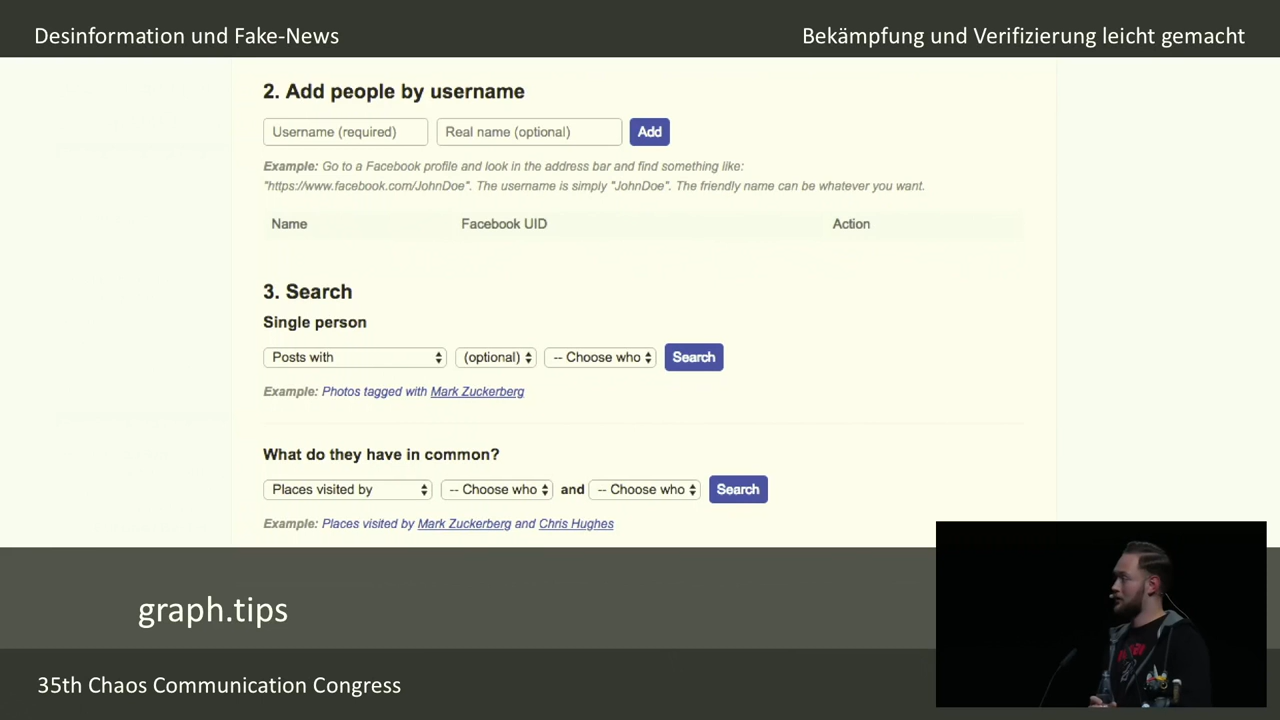 Desinformation und Fake-News
Bekämpfung und Verifizierung leicht gemacht
2. Add people by username
Username (required)
Real name (optional)
Add
Example: Go to a Facebook profile and look in the address bar and find something like:
"https://www.facebook.com/JohnDoe". The username is simply "JohnDoe". The friendly name can be whatever you want.
Name
Facebook UID
Action
3. Search
Single person
Posts with
(optional)
-- Choose who
Search
Example: Photos tagged with Mark Zuckerberg
What do they have in common?
Places visited by
-- Choose who
and
-- Choose who
Search
Example: Places visited by Mark Zuckerberg and Chris Hughes
graph.tips
35th Chaos Communication Congress